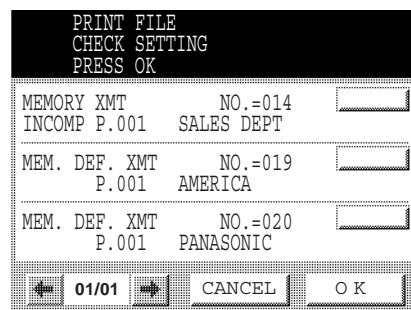 PRINT FILE
CHECK SETTING
PRESS OK
MEMORY XMT NO.=014
INCOMP P.001 SALES DEPT
MEM. DEF. XMT NO.=019
P.001 AMERICA
MEM. DEF. XMT NO.=020
P.001 PANASONIC
01/01 CANCEL O K